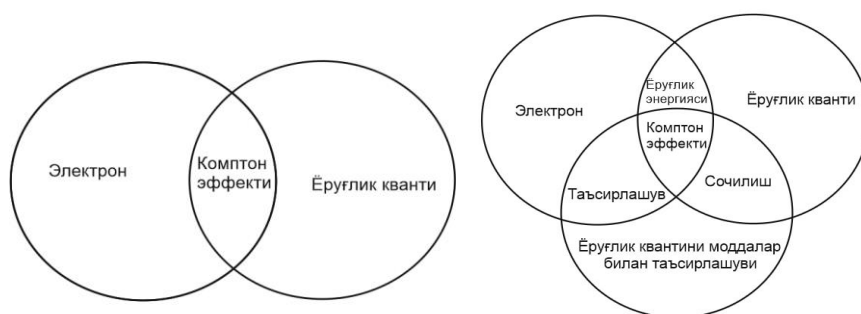 Электрон
Комптон
эффекти
Ёруғлик кванти
Электрон
Ёруғлик
энергияси
Ёруғлик кванти
Комптон
эффекти
Таъсирлашув
Сочилиш
Ёруғлик квантини моддалар
билан таъсирлашуви